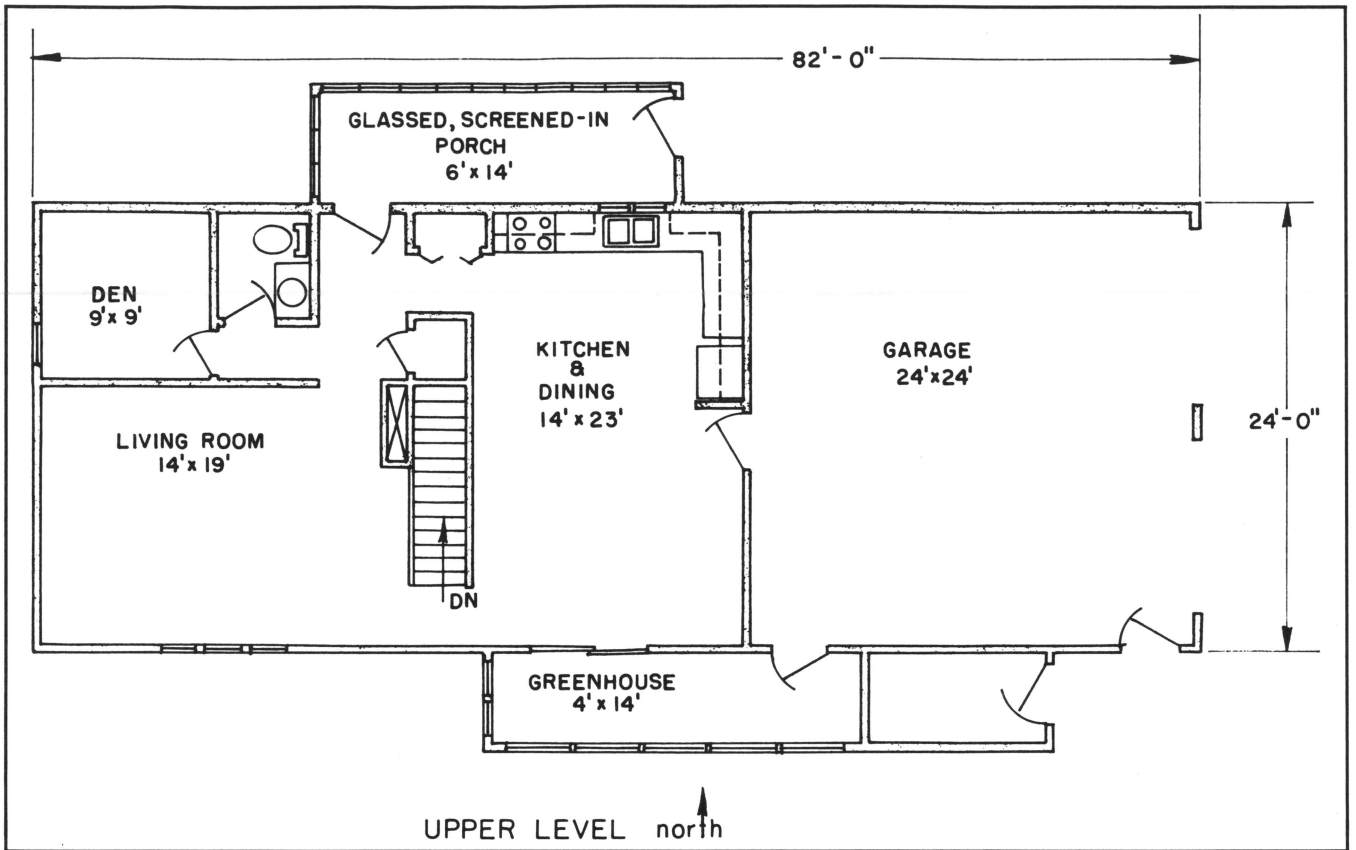 82'-0"
GLASSED, SCREENED-IN
PORCH
6' x 14'
DEN
9' x 9'
KITCHEN
&
DINING
14' x 23'
GARAGE
24' x 24'
24'-0"
LIVING ROOM
14' x 19'
DN
GREENHOUSE
4' x 14'
UPPER LEVEL north